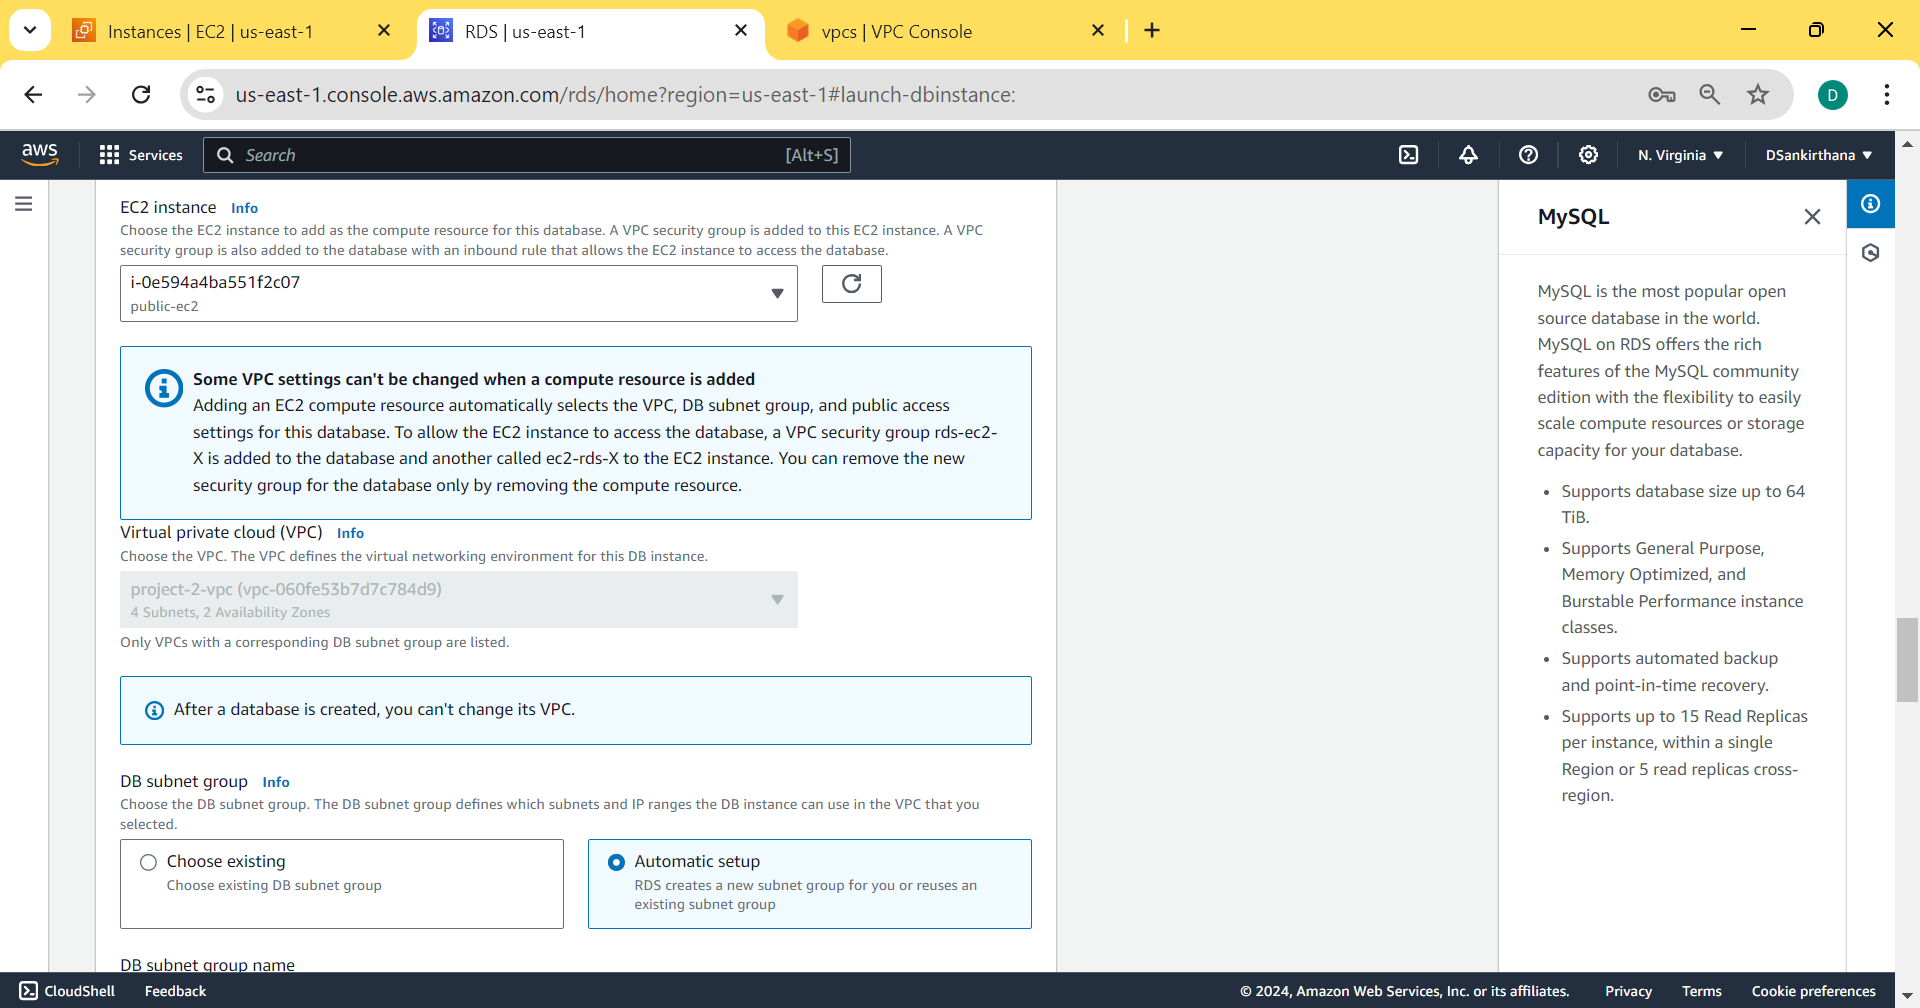 Instances | EC2 | us-east-1
RDS | us-east-1
vpcs | VPC Console
us-east-1.console.aws.amazon.com/rds/home?region=us-east-1#launch-dbinstance:
D
aws
Services
Search
[Alt+S]
N. Virginia
DSankirthana
EC2 instance Info
Choose the EC2 instance to add as the compute resource for this database. A VPC security group is added to this EC2 instance. A VPC
security group is also added to the database with an inbound rule that allows the EC2 instance to access the database.
i-0e594a4ba551f2c07
public-ec2
Some VPC settings can't be changed when a compute resource is added
Adding an EC2 compute resource automatically selects the VPC, DB subnet group, and public access
settings for this database. To allow the EC2 instance to access the database, a VPC security group rds-ec2-
X is added to the database and another called ec2-rds-X to the EC2 instance. You can remove the new
security group for the database only by removing the compute resource.
Virtual private cloud (VPC) Info
Choose the VPC. The VPC defines the virtual networking environment for this DB instance.
project-2-vpc (vpc-060fe53b7d7c784d9)
4 Subnets, 2 Availability Zones
Only VPCs with a corresponding DB subnet group are listed.
After a database is created, you can't change its VPC.
DB subnet group Info
Choose the DB subnet group. The DB subnet group defines which subnets and IP ranges the DB instance can use in the VPC that you
selected.
Choose existing
Choose existing DB subnet group
Automatic setup
RDS creates a new subnet group for you or reuses an
existing subnet group
DB subnet group name
MySQL
MySQL is the most popular open
source database in the world.
MySQL on RDS offers the rich
features of the MySQL community
edition with the flexibility to easily
scale compute resources or storage
capacity for your database.
• Supports database size up to 64
TiB.
• Supports General Purpose,
Memory Optimized, and
Burstable Performance instance
classes.
• Supports automated backup
and point-in-time recovery.
• Supports up to 15 Read Replicas
per instance, within a single
Region or 5 read replicas cross-
region.
CloudShell
Feedback
© 2024, Amazon Web Services, Inc. or its affiliates.
Privacy
Terms
Cookie preferences